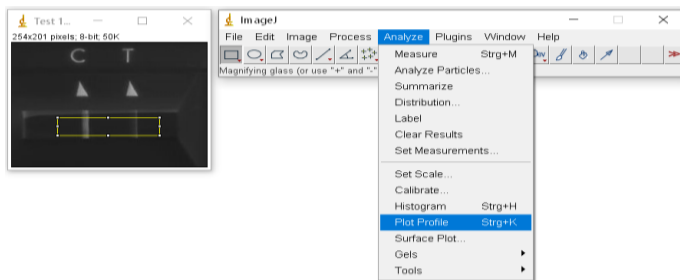 Test 1...
254x201 pixels; 8-bit; 50K
C T
ImageJ
File Edit Image Process Analyze Plugins Window Help
Dev
Magnifying glass (or use "+" and "-"
Measure Strg+M
Analyze Particles...
Summarize
Distribution...
Label
Clear Results
Set Measurements...
Set Scale...
Calibrate...
Histogram Strg+H
Plot Profile Strg+K
Surface Plot...
Gels
Tools